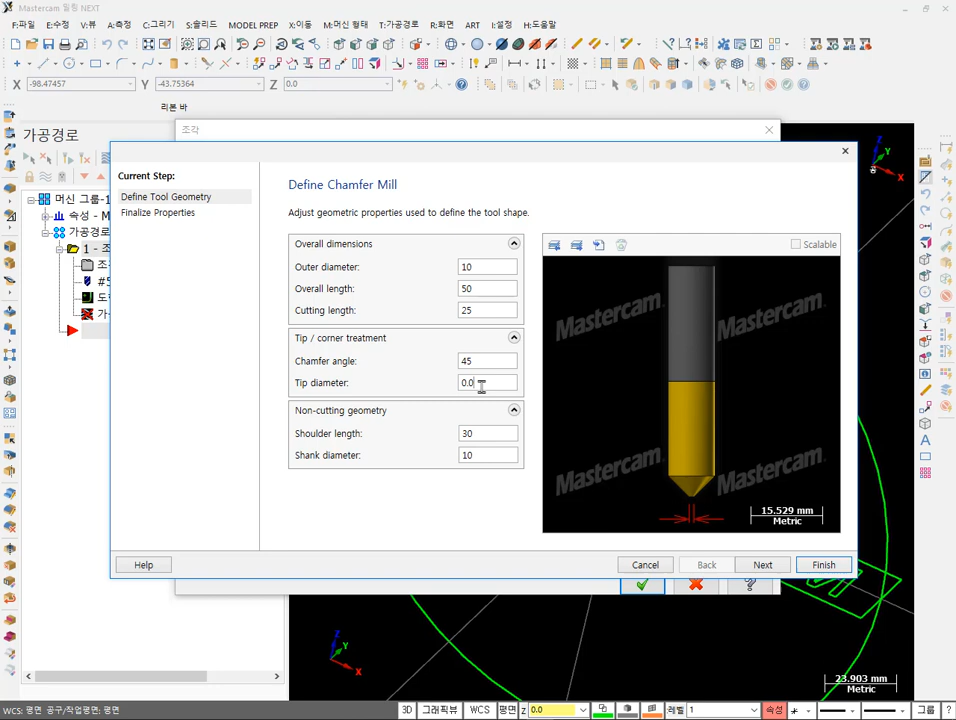 Mastercam 밀링 NEXT
F:파일 E:수정 V:뷰 A:측정 C:그리기 S:솔리드 MODEL PREP X:이동 M:머신 형태 T:가공경로 R:화면 ART I:설정 H:도움말
X -98.47457 Y -43.75364 Z 0.0
리본 바
가공경로
조각
머신 그룹-1
속성 - M
가공경로
1 - 조
Current Step:
Define Tool Geometry
Finalize Properties
Define Chamfer Mill
Adjust geometric properties used to define the tool shape.
Overall dimensions
Outer diameter: 10
Overall length: 50
Cutting length: 25
Tip / corner treatment
Chamfer angle: 45
Tip diameter: 0.0
Non-cutting geometry
Shoulder length: 30
Shank diameter: 10
Scalable
Mastercam Mastercam
Mastercam Mastercam
15.529 mm
Metric
Help Cancel Back Next Finish
Z
Y
X
Z
Y
X
23.903 mm
Metric
WCS: 평면 공구/작업평면: 평면
3D 그래픽뷰 WCS 평면 Z 0.0 레벨 1 속성 그룹 ?